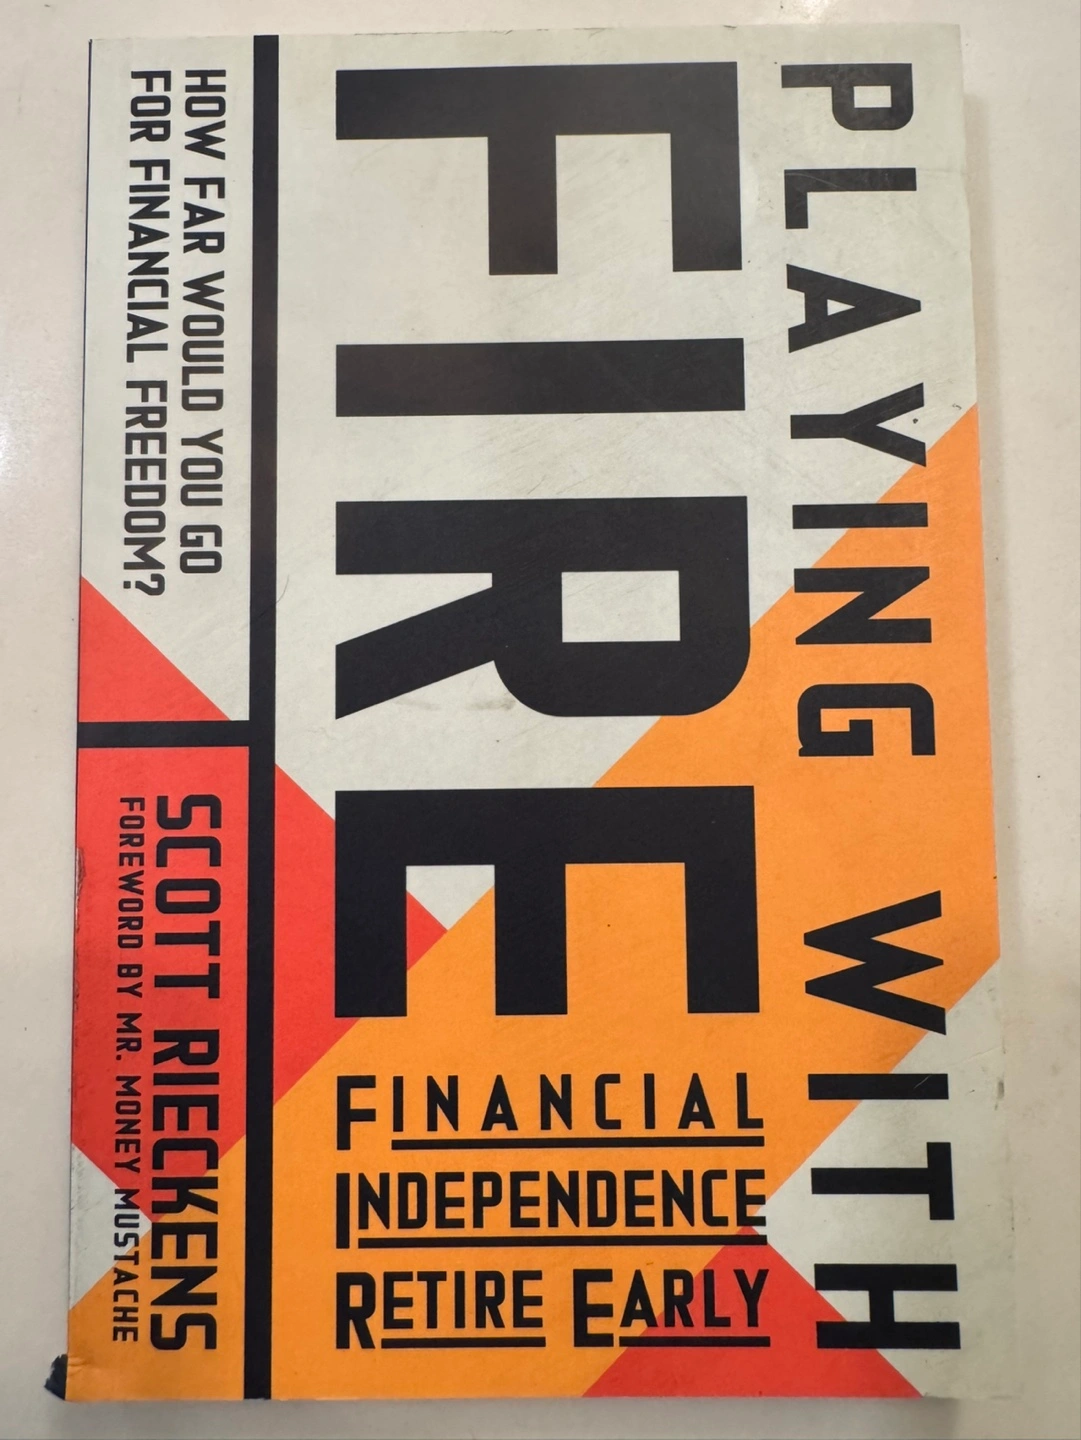 PLAYING WITH
FIRE
FINANCIAL
INDEPENDENCE
RETIRE EARLY
HOW FAR WOULD YOU GO
FOR FINANCIAL FREEDOM?
SCOTT RIECKENS
FOREWORD BY MR. MONEY MUSTACHE